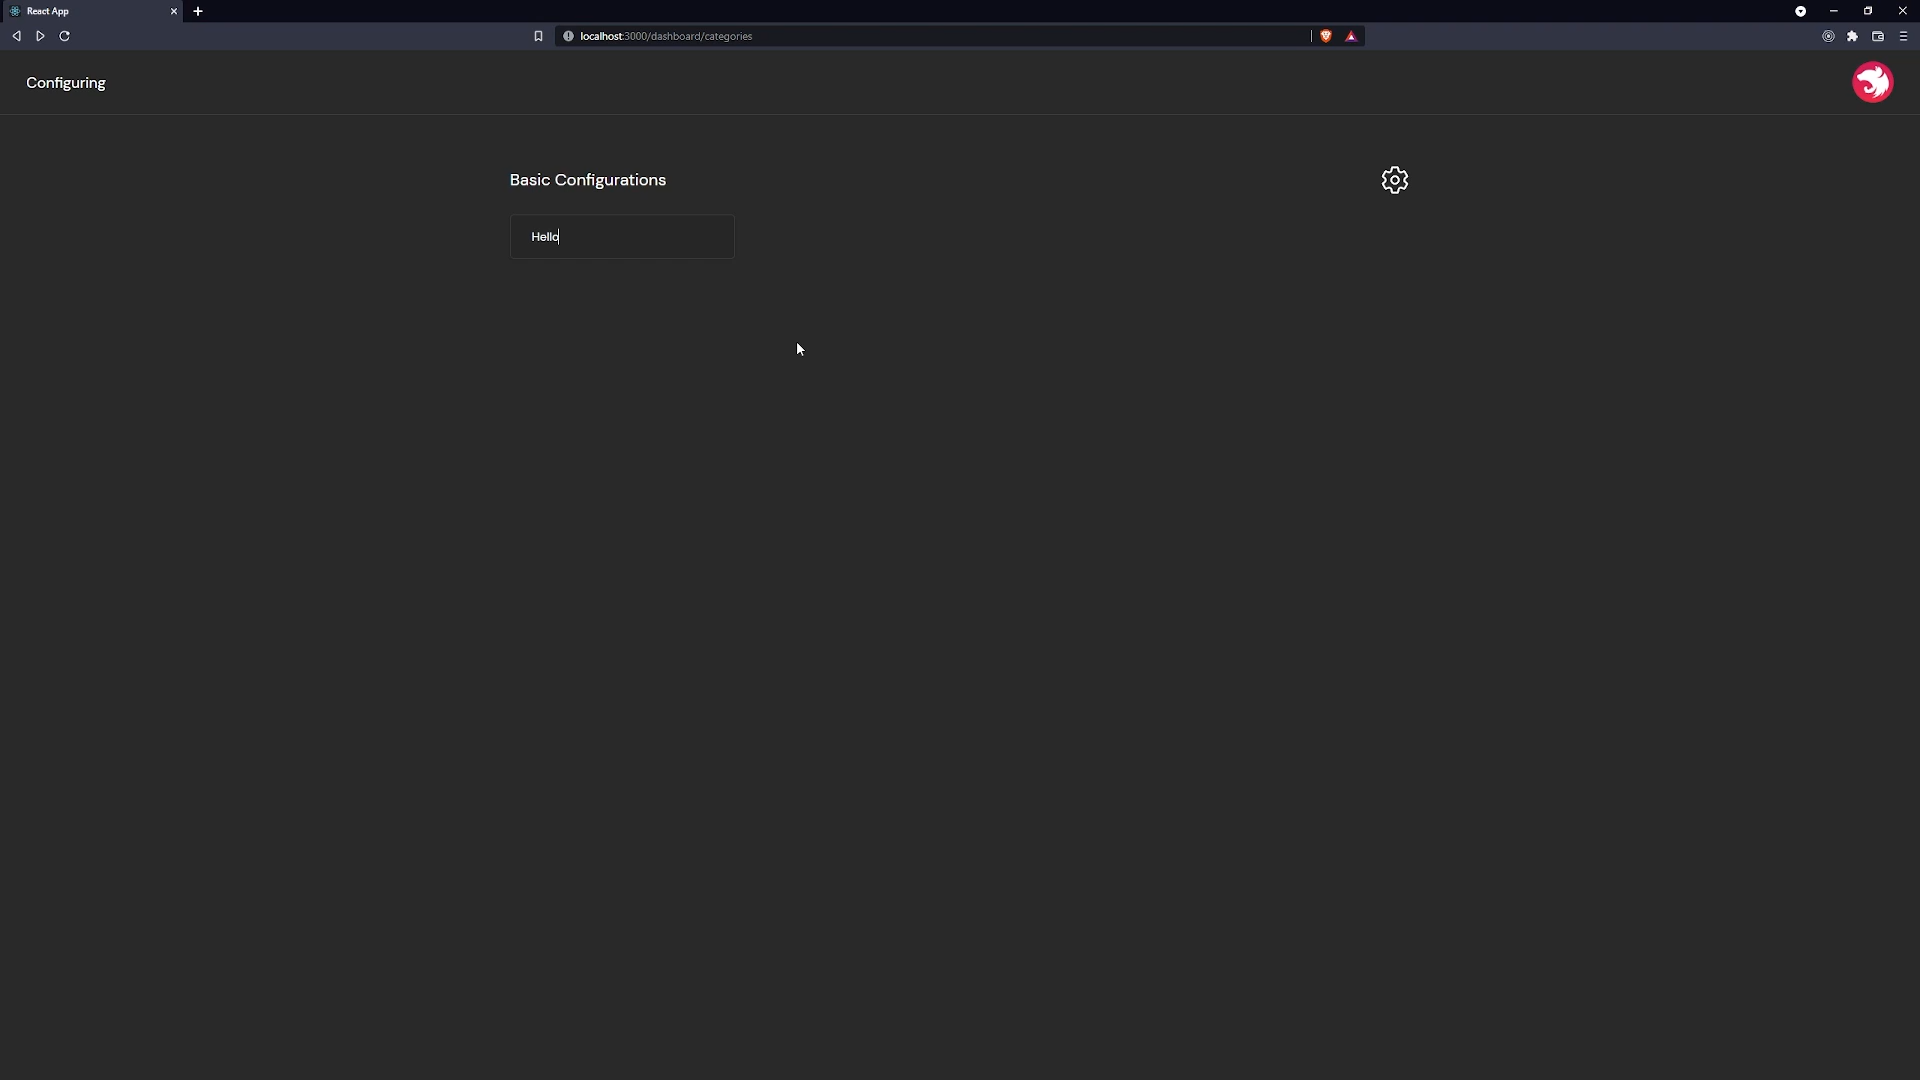 React App
localhost:3000/dashboard/categories
Configuring
Basic Configurations
Hello